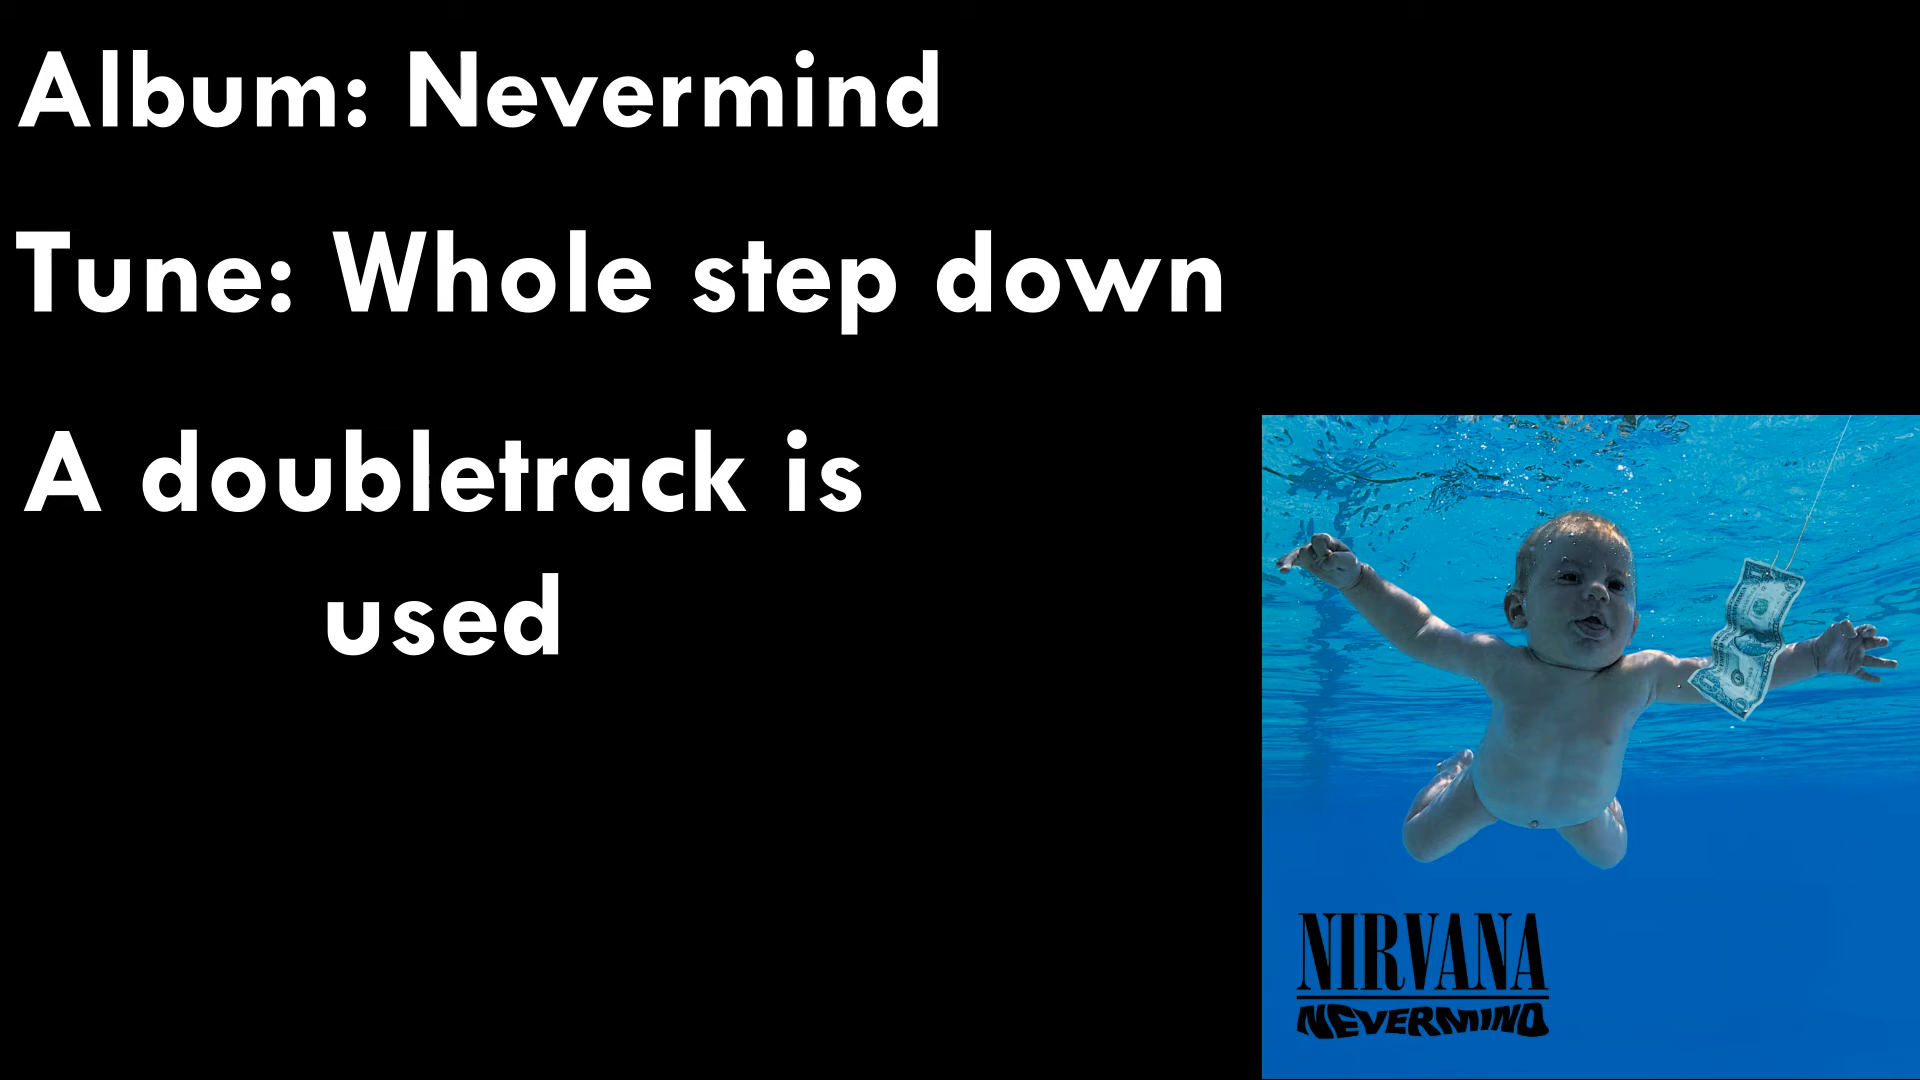 Album: Nevermind
Tune: Whole step down
A doubletrack is
used
NIRVANA
NEVERMIND